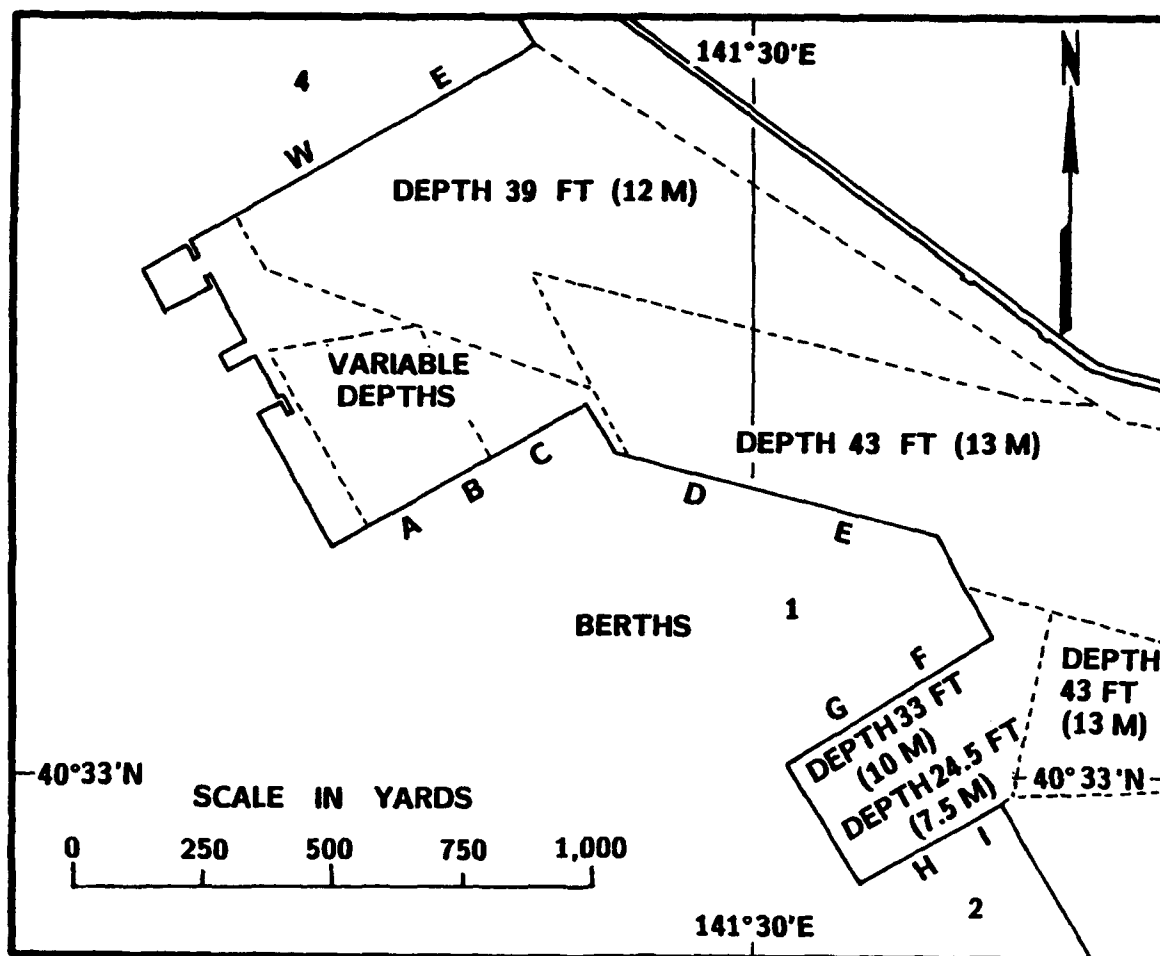 141°30'E
N
4
E
W
DEPTH 39 FT (12 M)
VARIABLE
DEPTHS
DEPTH 43 FT (13 M)
C
B
A
D
E
1
BERTHS
F
G
DEPTH 33 FT
(10 M)
DEPTH 24.5 FT
(7.5 M)
DEPTH
43 FT
(13 M)
40°33'N
40°33'N
SCALE IN YARDS
0 250 500 750 1,000
H
I
2
141°30'E